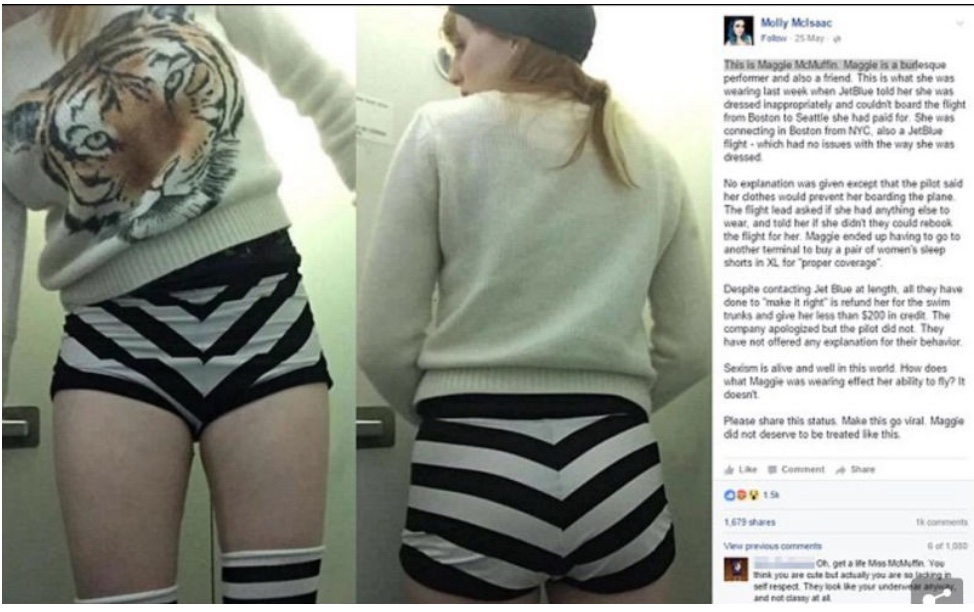 Molly McIsaac
Follow · 25 May ·
This is Maggie McMuffin. Maggie is a burlesque
performer and also a friend. This is what she was
wearing last week when JetBlue told her she was
dressed inappropriately and couldn't board the flight
from Boston to Seattle she had paid for. She was
connecting in Boston from NYC, also a JetBlue
flight - which had no issues with the way she was
dressed.
No explanation was given except that the pilot said
her clothes would prevent her boarding the plane.
The flight lead asked if she had anything else to
wear, and told her if she didn't they could rebook
the flight for her. Maggie ended up having to go to
another terminal to buy a pair of women's sleep
shorts in XL for "proper coverage".
Despite contacting Jet Blue at length, all they have
done to "make it right" is refund her for the swim
trunks and give her less than $200 in credit. The
company apologized but the pilot did not. They
have not offered any explanation for their behavior.
Sexism is alive and well in this world. How does
what Maggie was wearing effect her ability to fly? It
doesn't.
Please share this status. Make this go viral. Maggie
did not deserve to be treated like this.
Like Comment Share
1.5k
1,679 shares 1k comments
View previous comments 6 of 1,080
Oh, get a life Miss McMuffin. You
think you are cute but actually you are so lacking in
self respect. They look like your underwear anyway,
and not classy at all.